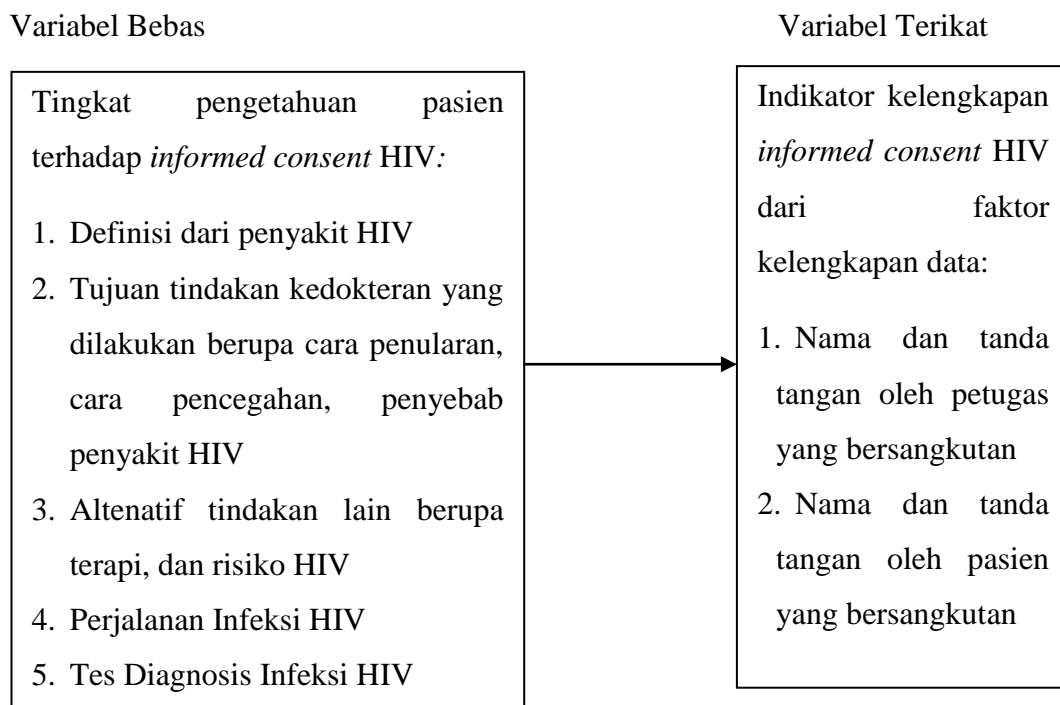 Variabel Bebas
Tingkat pengetahuan pasien
terhadap informed consent HIV:
1. Definisi dari penyakit HIV
2. Tujuan tindakan kedokteran yang
dilakukan berupa cara penularan,
cara pencegahan, penyebab
penyakit HIV
3. Altenatif tindakan lain berupa
terapi, dan risiko HIV
4. Perjalanan Infeksi HIV
5. Tes Diagnosis Infeksi HIV
Variabel Terikat
Indikator kelengkapan
informed consent HIV
dari faktor
kelengkapan data:
1. Nama dan tanda
tangan oleh petugas
yang bersangkutan
2. Nama dan tanda
tangan oleh pasien
yang bersangkutan